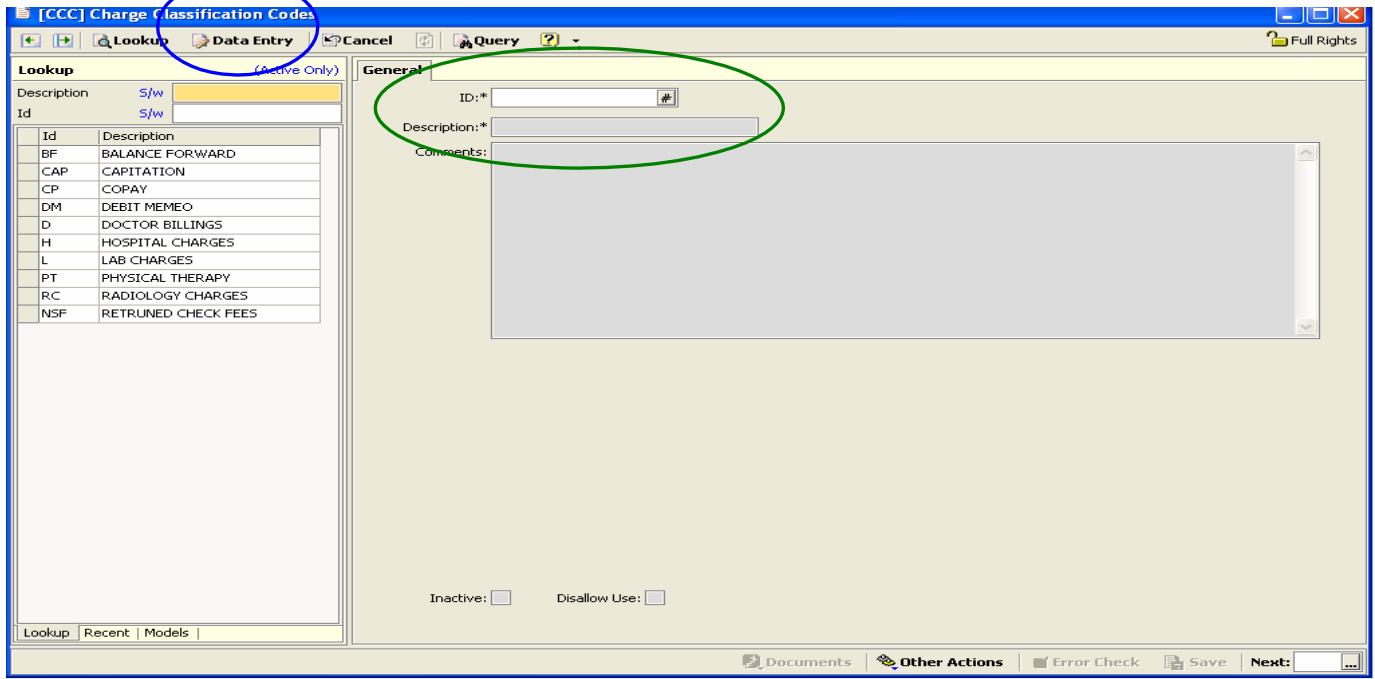 [CCC] Charge Classification Codes
Lookup Data Entry Cancel Query ? Full Rights
Lookup (Active Only)
Description S/w
Id S/w
Id Description
BF BALANCE FORWARD
CAP CAPITATION
CP COPAY
DM DEBIT MEMEO
D DOCTOR BILLINGS
H HOSPITAL CHARGES
L LAB CHARGES
PT PHYSICAL THERAPY
RC RADIOLOGY CHARGES
NSF RETRUNED CHECK FEES
Lookup Recent | Models |
General
ID:* #
Description:*
Comments:
Inactive: Disallow Use:
Documents Other Actions Error Check Save Next: ...